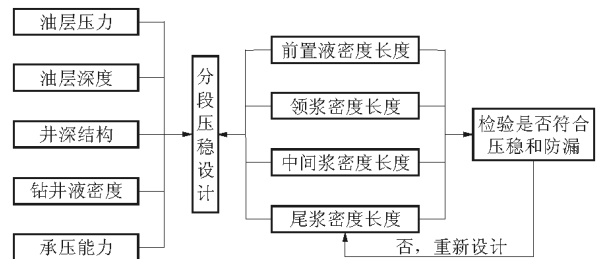 油层压力
油层深度
井深结构
钻井液密度
承压能力
分段压稳设计
前置液密度长度
领浆密度长度
中间浆密度长度
尾浆密度长度
检验是否符合
压稳和防漏
否，重新设计